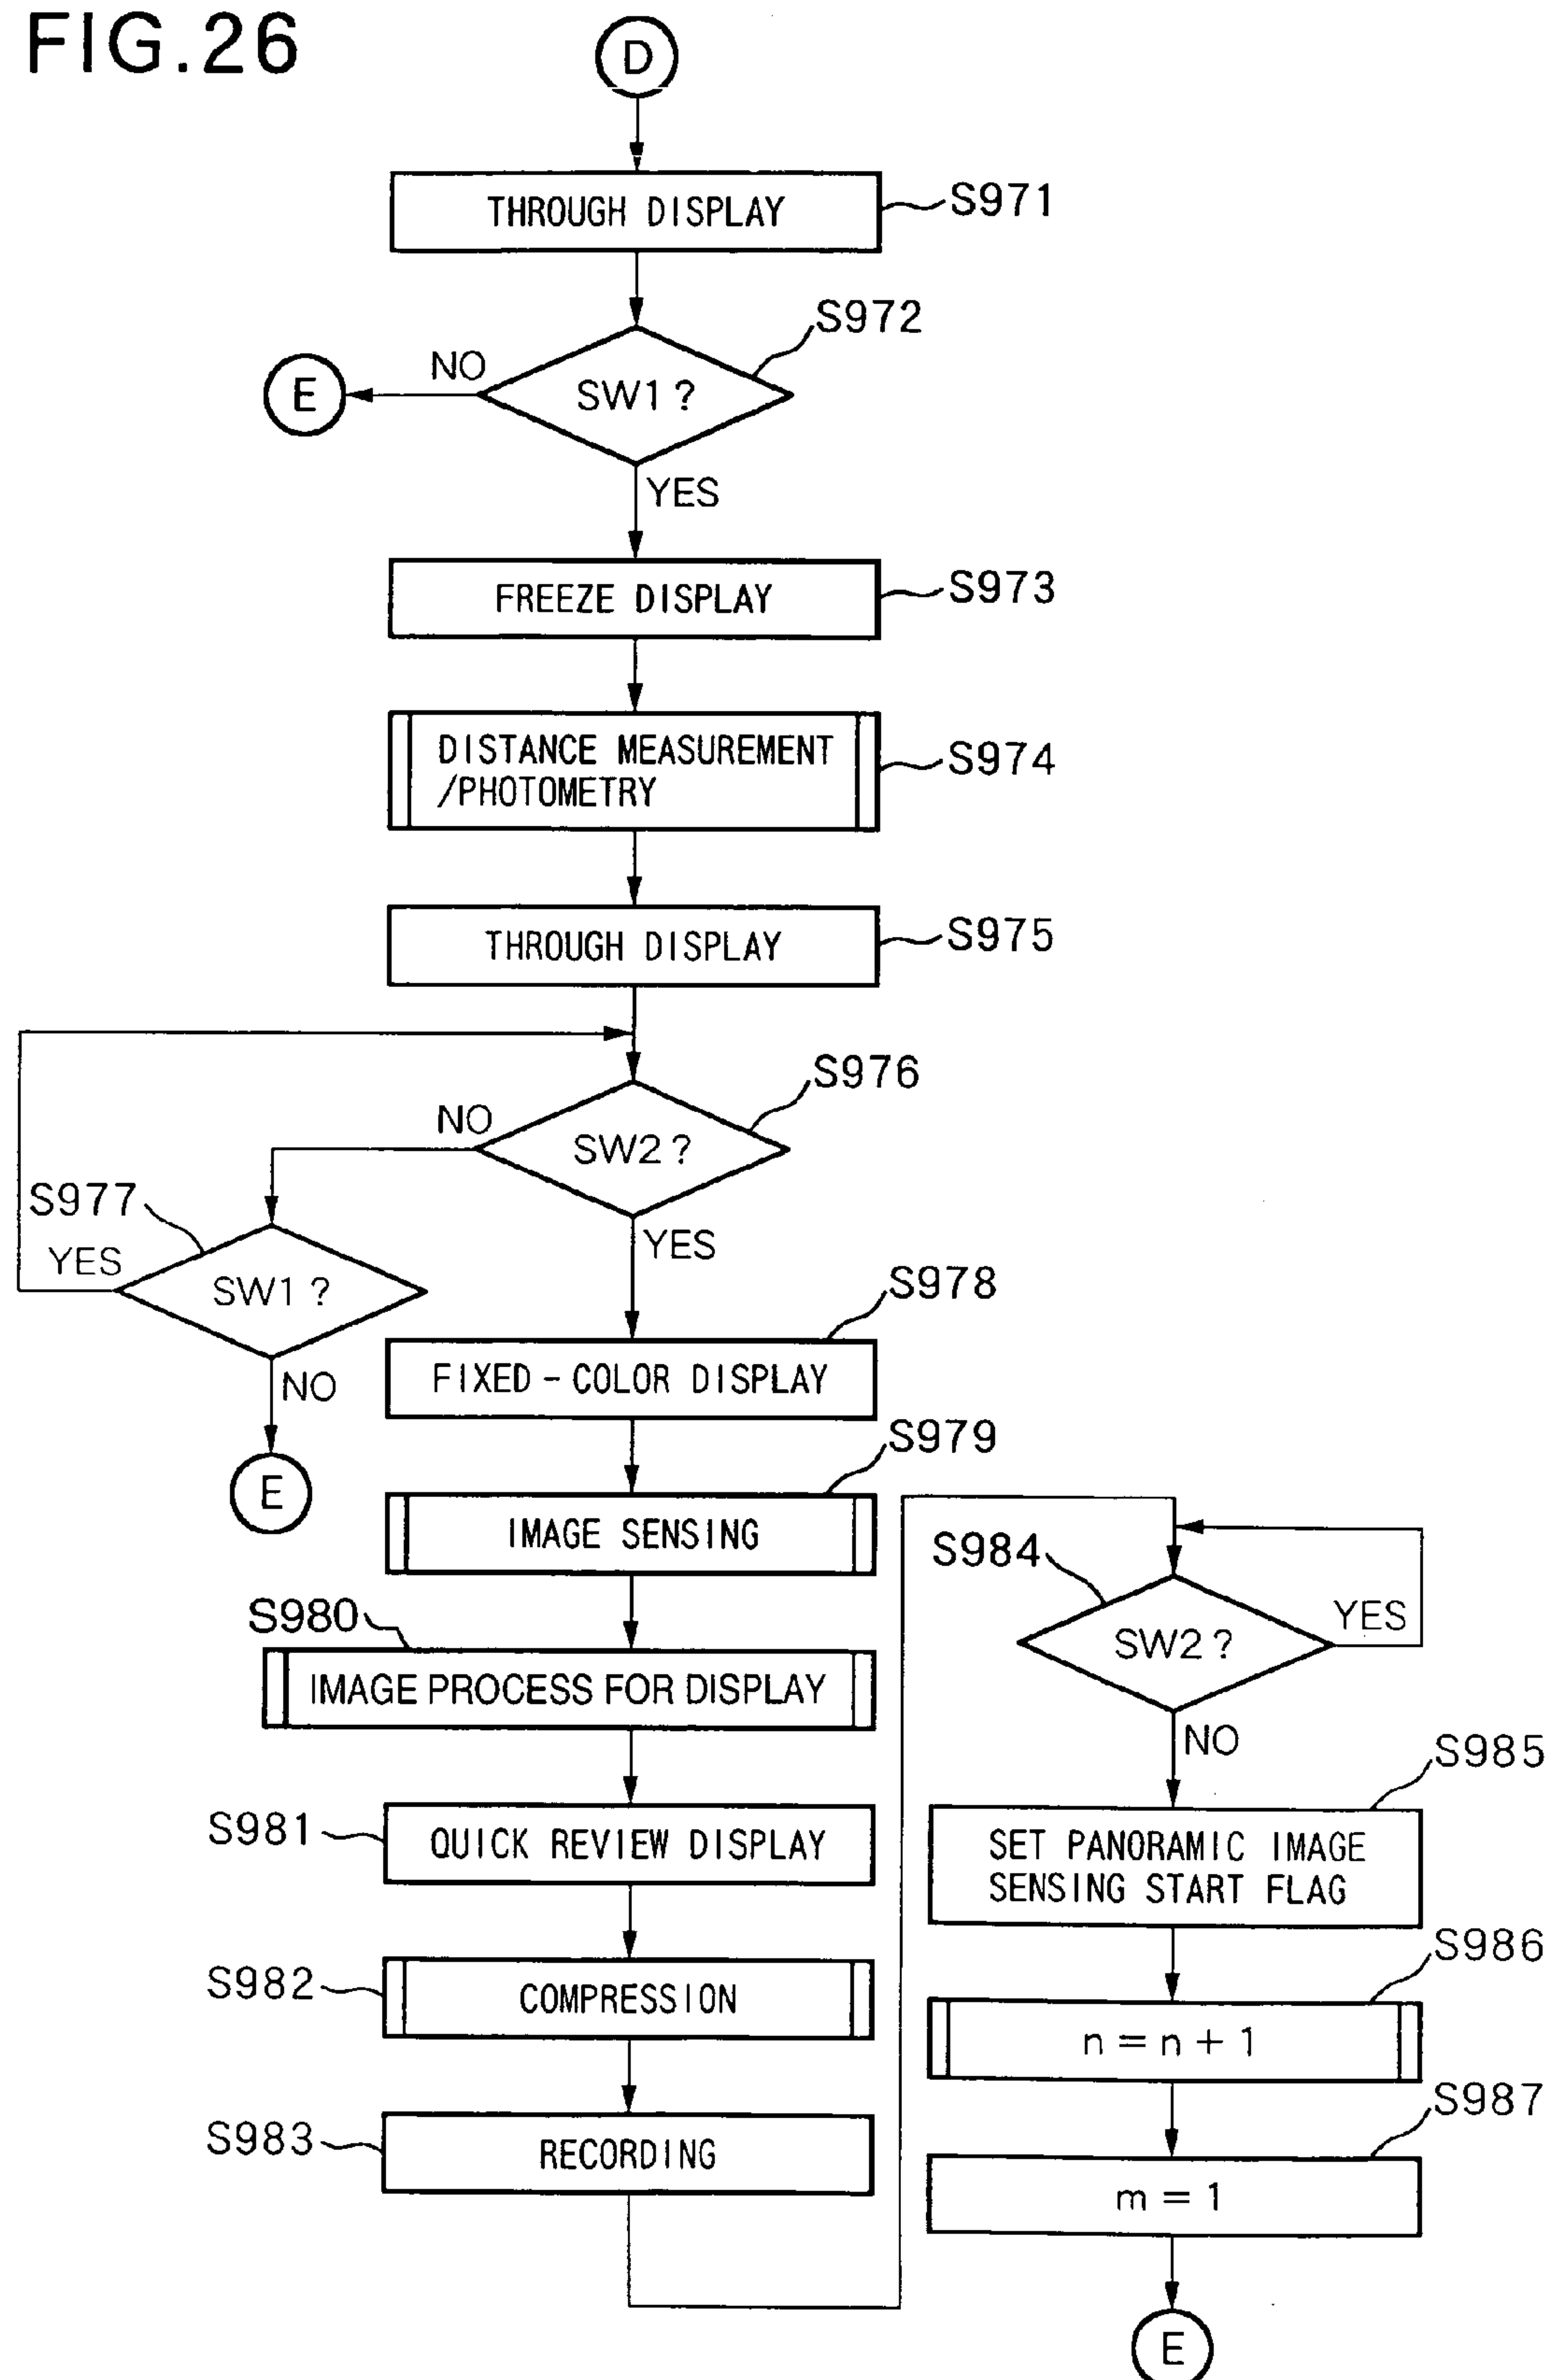 FIG.26
D
THROUGH DISPLAY
S971
S972
NO
E
SW1?
YES
FREEZE DISPLAY
S973
DISTANCE MEASUREMENT
/PHOTOMETRY
S974
THROUGH DISPLAY
S975
S976
NO
SW2?
S977
YES
YES
SW1?
S978
NO
FIXED-COLOR DISPLAY
S979
E
IMAGE SENSING
S984
S980
YES
SW2?
IMAGE PROCESS FOR DISPLAY
NO
S985
S981
QUICK REVIEW DISPLAY
SET PANORAMIC IMAGE
SENSING START FLAG
S986
S982
COMPRESSION
n = n + 1
S987
S983
RECORDING
m = 1
E